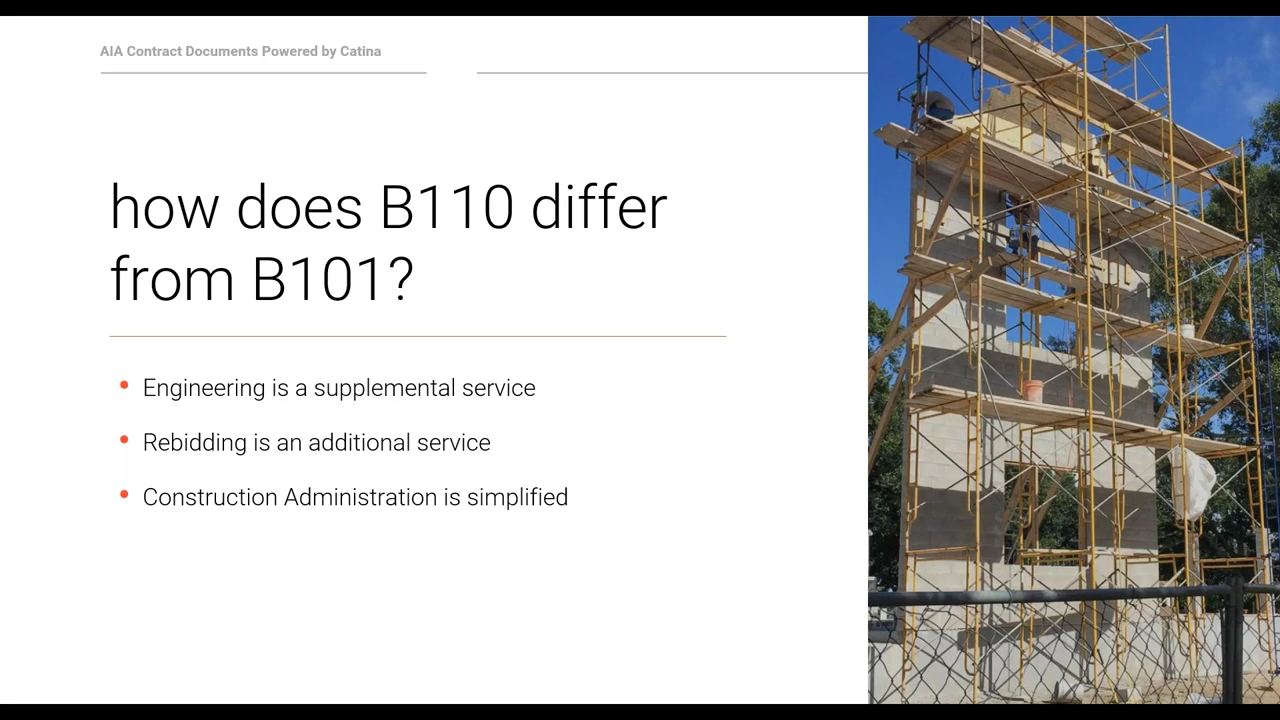 AIA Contract Documents Powered by Catina
how does B110 differ
from B101?
Engineering is a supplemental service
Rebidding is an additional service
Construction Administration is simplified